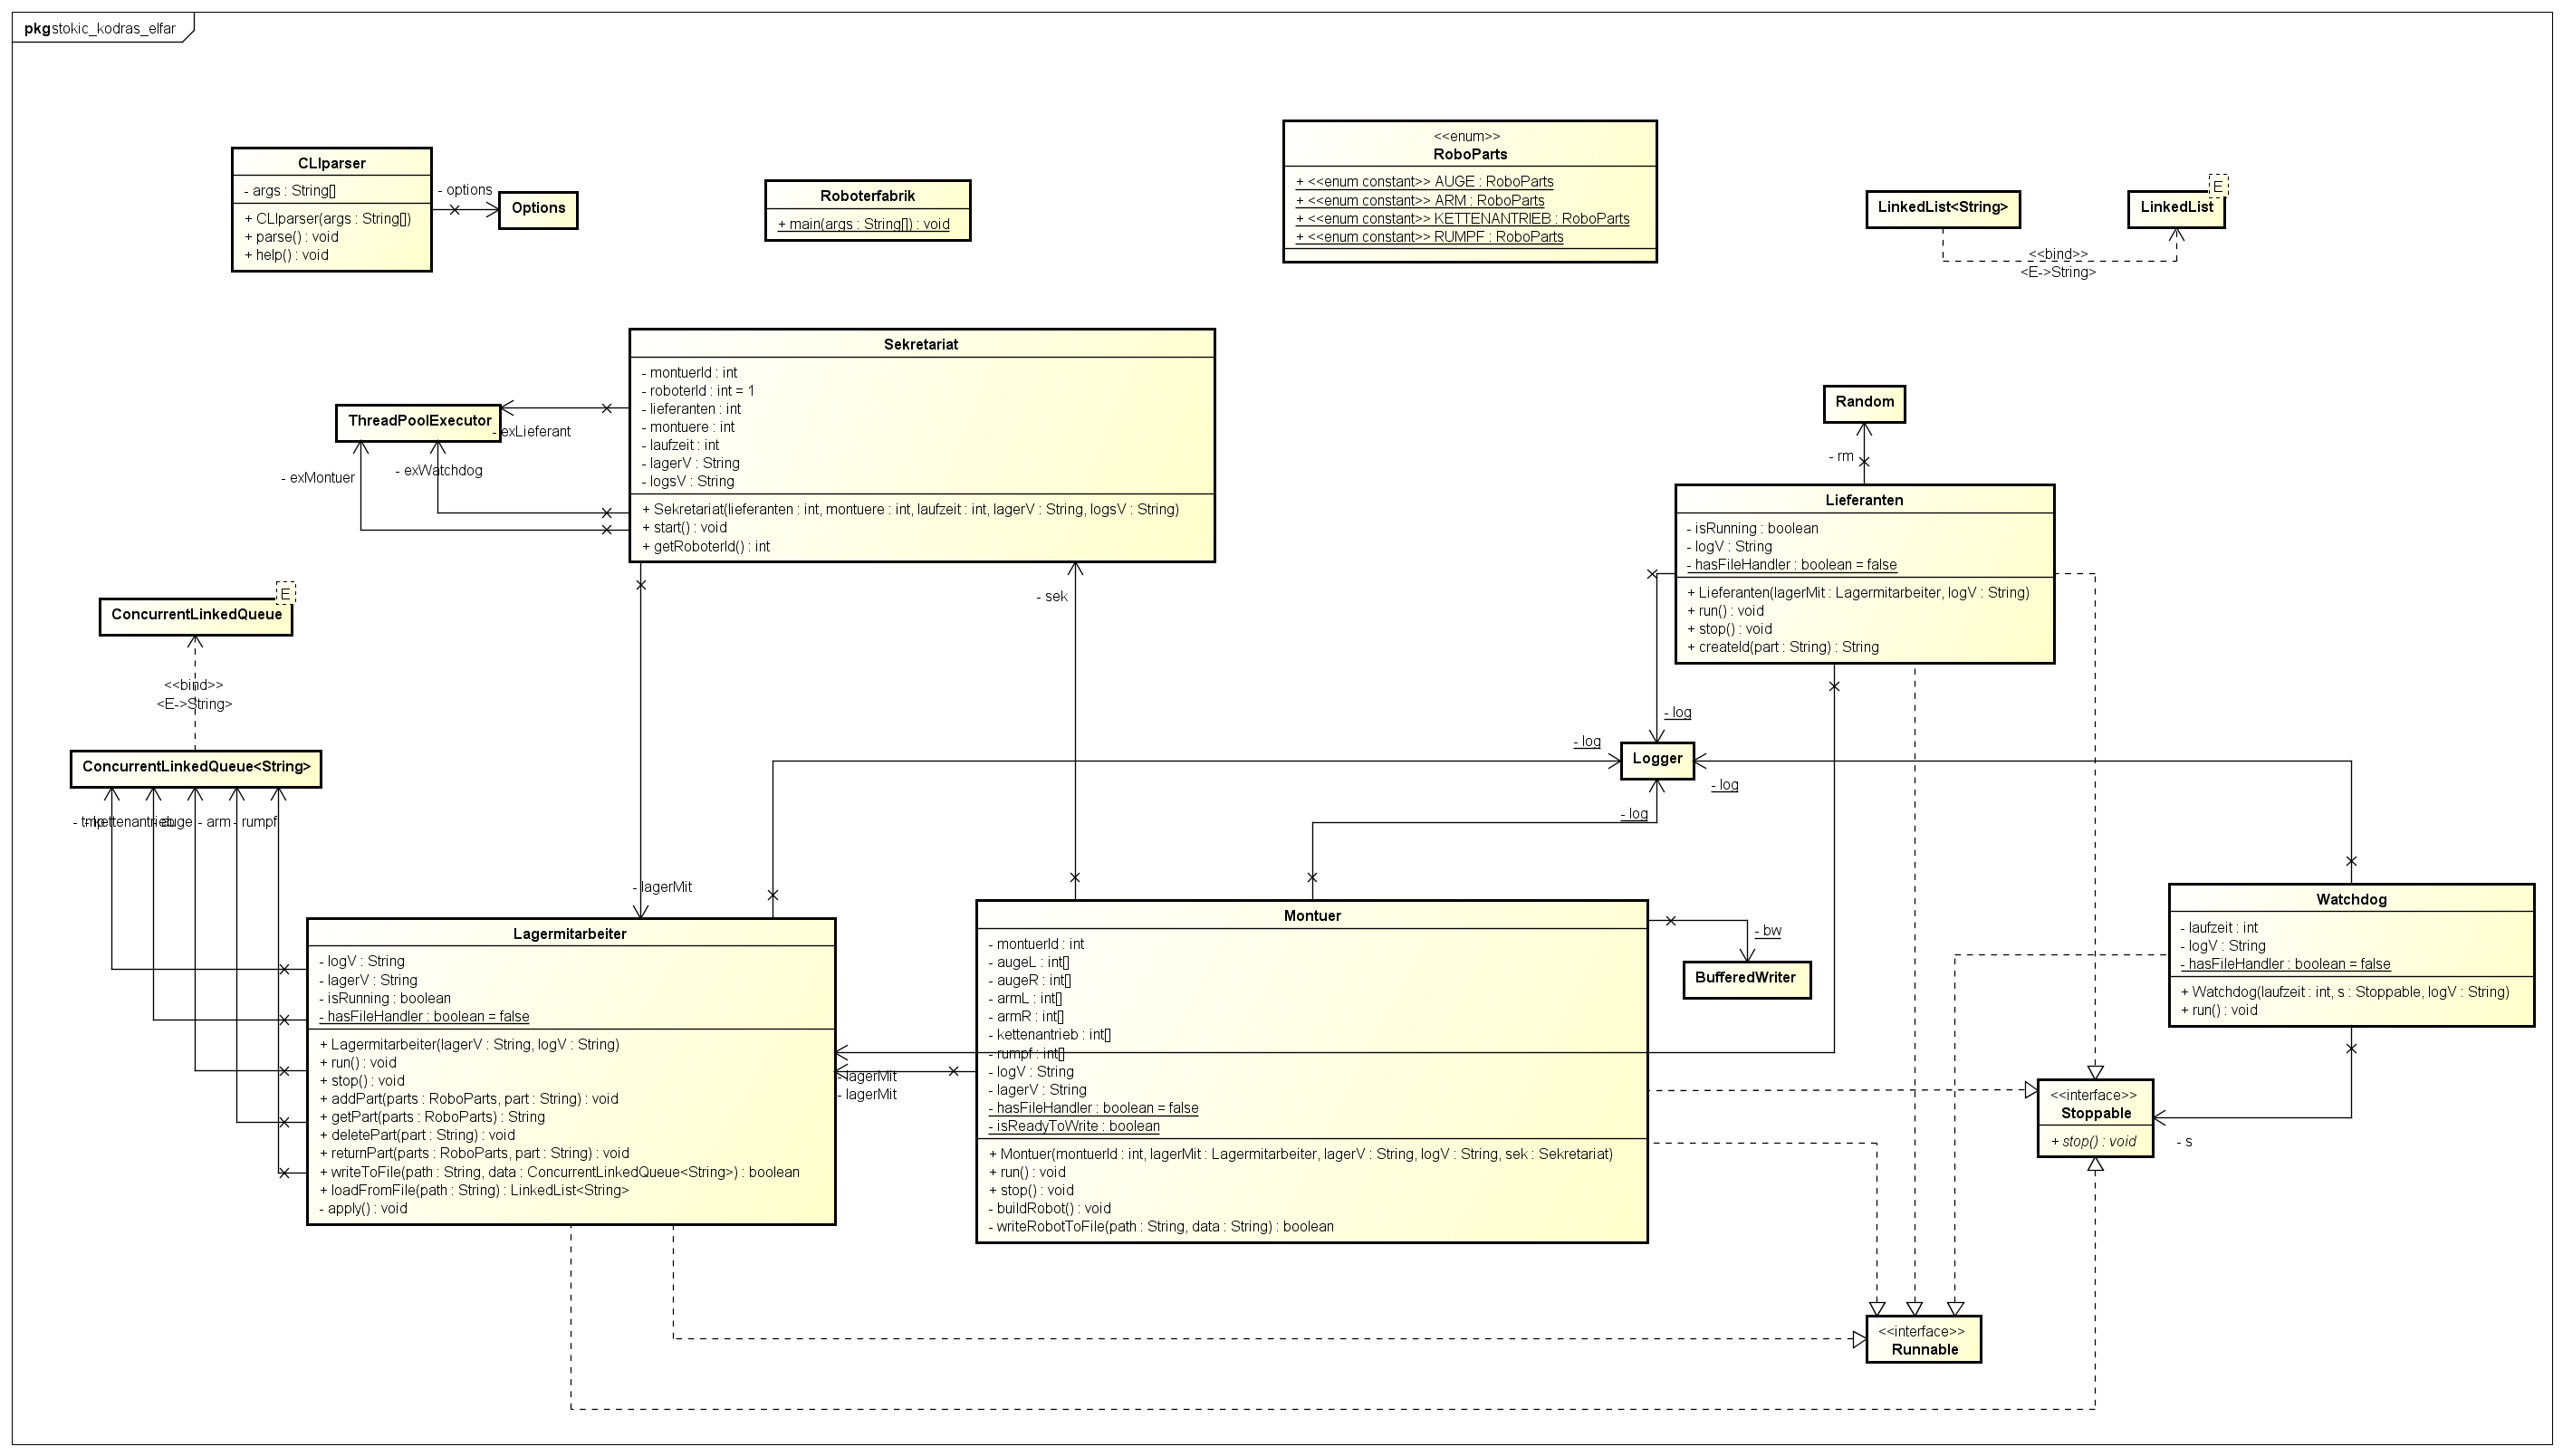 pkg stokic_kodras_elfar
CLIparser
- args : String[]
+ CLIparser(args : String[])
+ parse() : void
+ help() : void
- options
Options
Roboterfabrik
+ main(args : String[]) : void
<<enum>>
RoboParts
+ <<enum constant>> AUGE : RoboParts
+ <<enum constant>> ARM : RoboParts
+ <<enum constant>> KETTENANTRIEB : RoboParts
+ <<enum constant>> RUMPF : RoboParts
LinkedList<String>
E
LinkedList
<<bind>>
<E->String>
Sekretariat
- montuerId : int
- roboterId : int = 1
- lieferanten : int
- montuere : int
- laufzeit : int
- lagerV : String
- logsV : String
+ Sekretariat(lieferanten : int, montuere : int, laufzeit : int, lagerV : String, logsV : String)
+ start() : void
+ getRoboterId() : int
ThreadPoolExecutor
- exLieferant
- exWatchdog
- exMontuer
Random
- rm
Lieferanten
- isRunning : boolean
- logV : String
- hasFileHandler : boolean = false
+ Lieferanten(lagerMit : Lagermitarbeiter, logV : String)
+ run() : void
+ stop() : void
+ createId(part : String) : String
E
ConcurrentLinkedQueue
<<bind>>
<E->String>
ConcurrentLinkedQueue<String>
- tmp
- kettenantrieb
- auge
- arm
- rumpf
- sek
- log
- log
Logger
- log
- log
- lagerMit
Lagermitarbeiter
- logV : String
- lagerV : String
- isRunning : boolean
- hasFileHandler : boolean = false
+ Lagermitarbeiter(lagerV : String, logV : String)
+ run() : void
+ stop() : void
+ addPart(parts : RoboParts, part : String) : void
+ getPart(parts : RoboParts) : String
+ deletePart(part : String) : void
+ returnPart(parts : RoboParts, part : String) : void
+ writeToFile(path : String, data : ConcurrentLinkedQueue<String>) : boolean
+ loadFromFile(path : String) : LinkedList<String>
- apply() : void
- lagerMit
- lagerMit
Montuer
- montuerId : int
- augeL : int[]
- augeR : int[]
- armL : int[]
- armR : int[]
- kettenantrieb : int[]
- rumpf : int[]
- logV : String
- lagerV : String
- hasFileHandler : boolean = false
- isReadyToWrite : boolean
+ Montuer(montuerId : int, lagerMit : Lagermitarbeiter, lagerV : String, logV : String, sek : Sekretariat)
+ run() : void
+ stop() : void
- buildRobot() : void
- writeRobotToFile(path : String, data : String) : boolean
- bw
BufferedWriter
Watchdog
- laufzeit : int
- logV : String
- hasFileHandler : boolean = false
+ Watchdog(laufzeit : int, s : Stoppable, logV : String)
+ run() : void
<<interface>>
Stoppable
+ stop() : void
- s
<<interface>>
Runnable